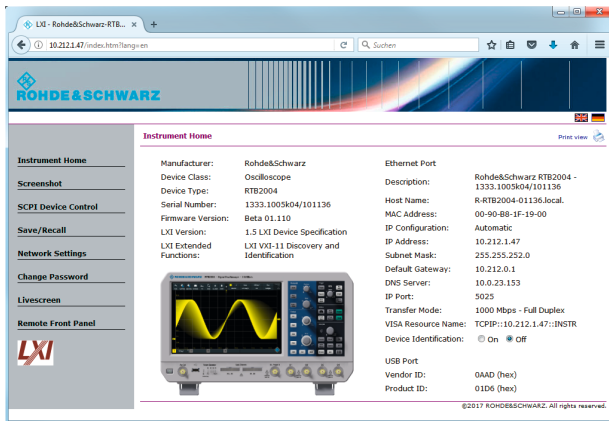 LXI - Rohde&Schwarz-RTB...
10.212.1.47/index.htm?lang=en
Suchen
ROHDE&SCHWARZ
Instrument Home
Print view
Instrument Home
Screenshot
SCPI Device Control
Save/Recall
Network Settings
Change Password
Livescreen
Remote Front Panel
LXI
Manufacturer: Rohde&Schwarz
Device Class: Oscilloscope
Device Type: RTB2004
Serial Number: 1333.1005k04/101136
Firmware Version: Beta 01.110
LXI Version: 1.5 LXI Device Specification
LXI Extended Functions: LXI VXI-11 Discovery and
Identification
Ethernet Port
Description: Rohde&Schwarz RTB2004 -
1333.1005k04/101136
Host Name: R-RTB2004-01136.local.
MAC Address: 00-90-B8-1F-19-00
IP Configuration: Automatic
IP Address: 10.212.1.47
Subnet Mask: 255.255.252.0
Default Gateway: 10.212.0.1
DNS Server: 10.0.23.153
IP Port: 5025
Transfer Mode: 1000 Mbps - Full Duplex
VISA Resource Name: TCPIP::10.212.1.47::INSTR
Device Identification: On Off
USB Port
Vendor ID: 0AAD (hex)
Product ID: 01D6 (hex)
©2017 ROHDE&SCHWARZ. All rights reserved.